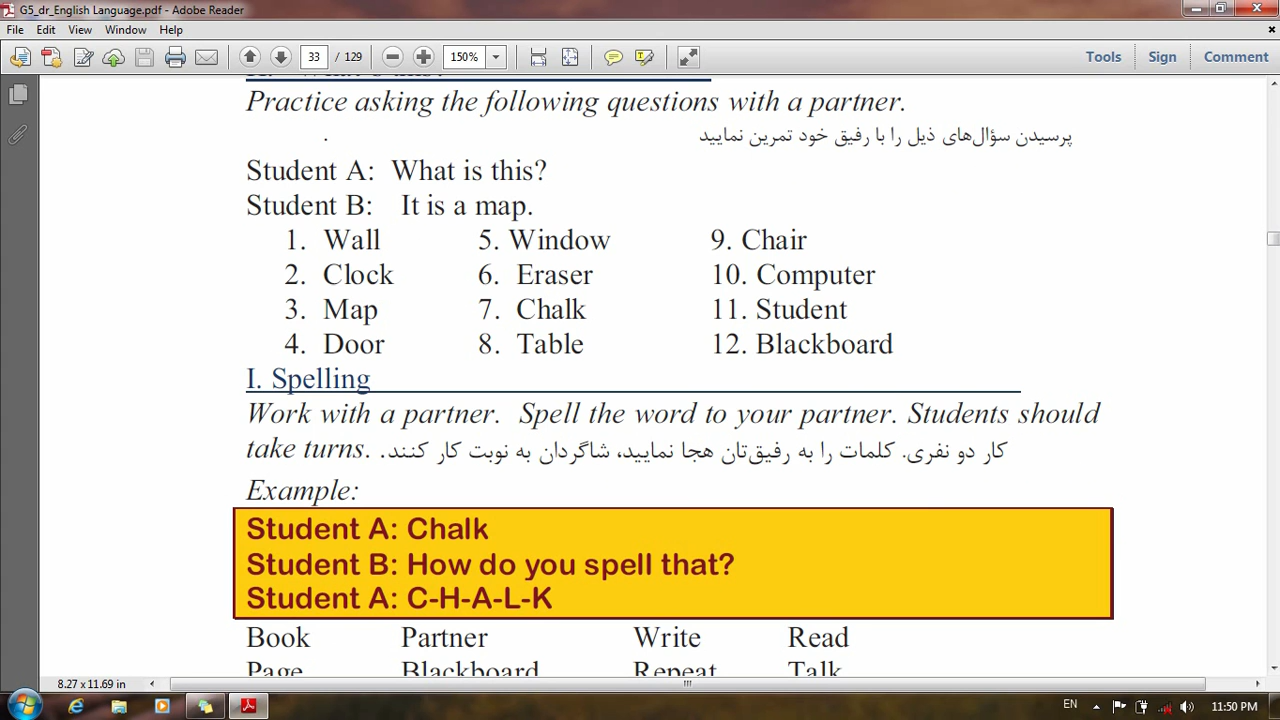 G5_dr_English Language.pdf - Adobe Reader
File Edit View Window Help
33 / 129 150% Tools Sign Comment
Practice asking the following questions with a partner.
پرسیدن سؤال‌های ذیل را با رفیق خود تمرین نمایید .
Student A: What is this?
Student B: It is a map.
1. Wall 5. Window 9. Chair
2. Clock 6. Eraser 10. Computer
3. Map 7. Chalk 11. Student
4. Door 8. Table 12. Blackboard
I. Spelling
Work with a partner. Spell the word to your partner. Students should
take turns. کار دو نفری. کلمات را به رفیق‌تان هجا نمایید، شاگردان به نوبت کار کنند.
Example:
Student A: Chalk
Student B: How do you spell that?
Student A: C-H-A-L-K
Book Partner Write Read
Page Blackboard Repeat Talk
8.27 x 11.69 in
EN 11:50 PM